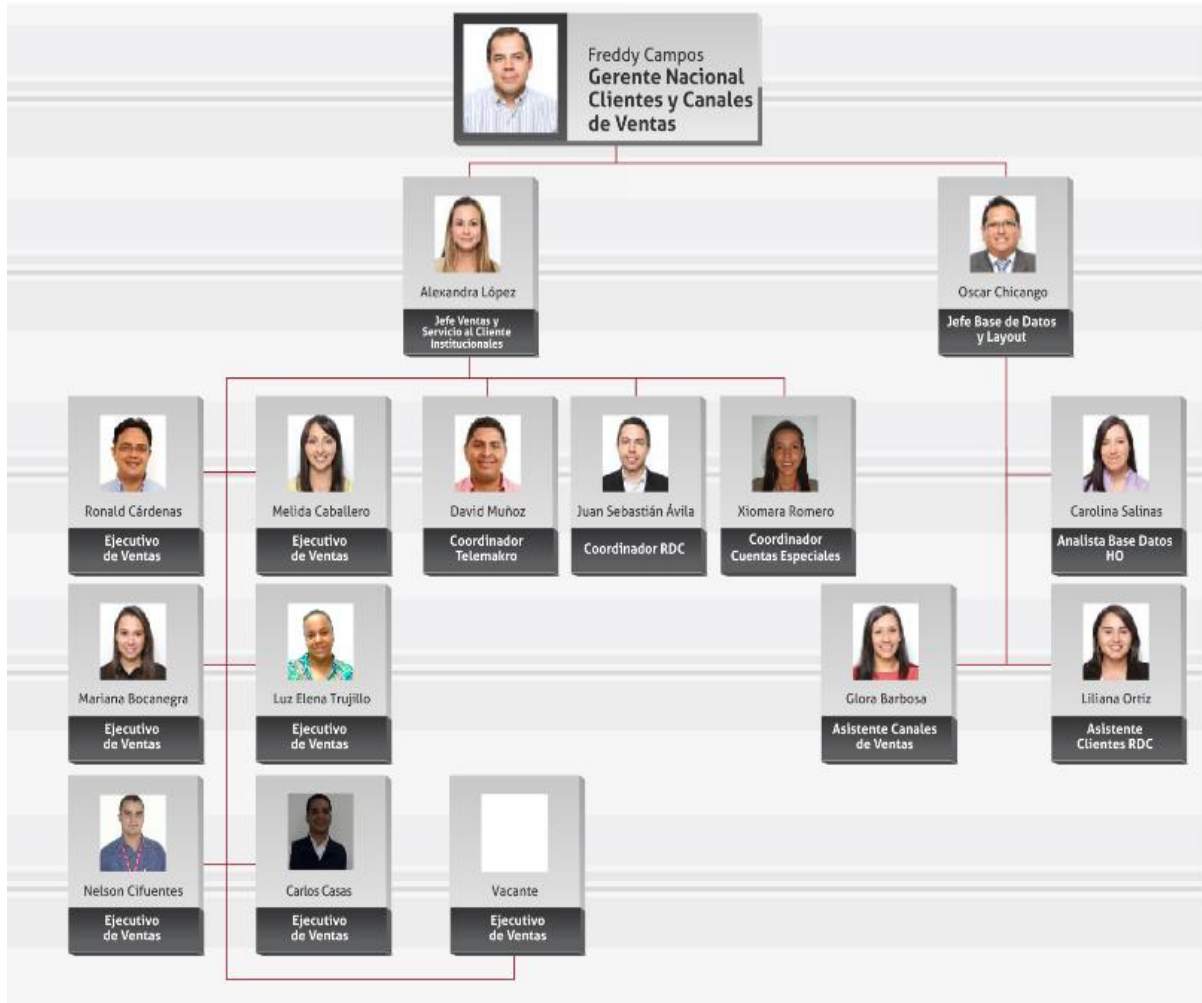 Freddy Campos
Gerente Nacional
Clientes y Canales
de Ventas
Alexandra López
Jefe Ventas y
Servicio al Cliente
Institucionales
Oscar Chicango
Jefe Base de Datos
y Layout
Ronald Cárdenas
Ejecutivo
de Ventas
Melida Caballero
Ejecutivo
de Ventas
David Muñoz
Coordinador
Telemakro
Juan Sebastián Ávila
Coordinador RDC
Xiomara Romero
Coordinador
Cuentas Especiales
Carolina Salinas
Analista Base Datos
HO
Mariana Bocanegra
Ejecutivo
de Ventas
Luz Elena Trujillo
Ejecutivo
de Ventas
Glora Barbosa
Asistente Canales
de Ventas
Liliana Ortiz
Asistente
Clientes RDC
Nelson Cifuentes
Ejecutivo
de Ventas
Carlos Casas
Ejecutivo
de Ventas
Vacante
Ejecutivo
de Ventas